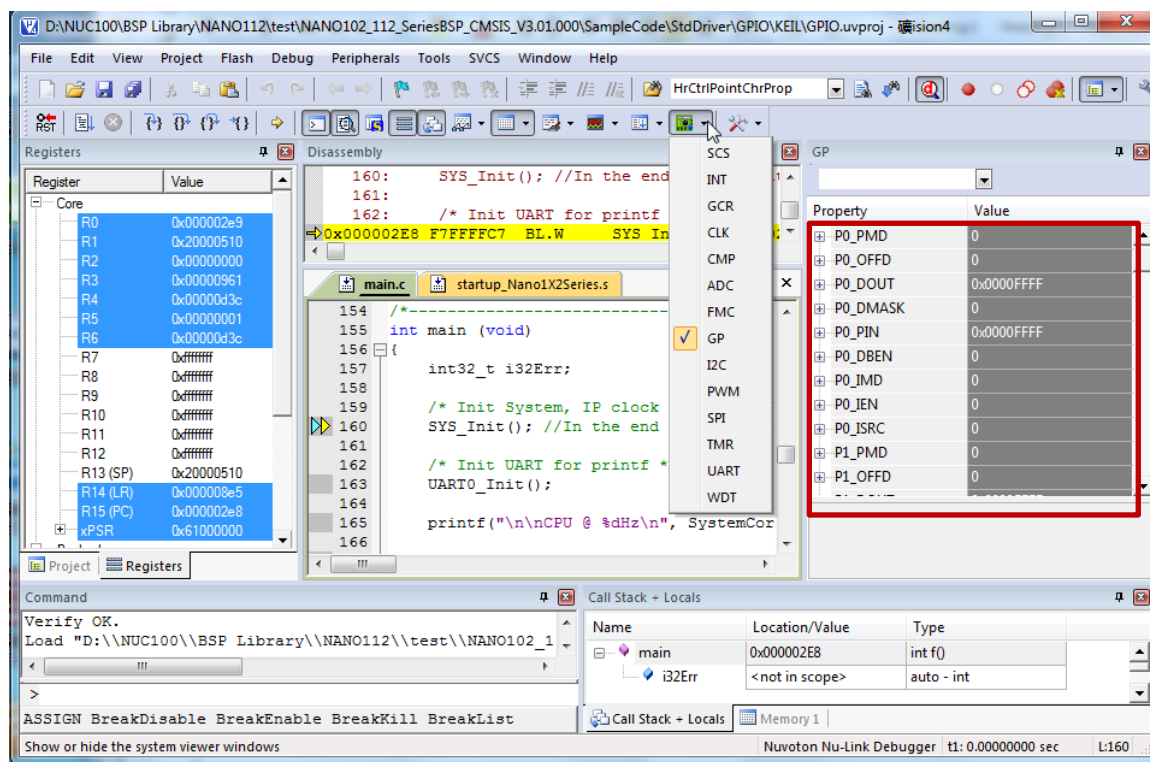 D:\NUC100\BSP Library\NANO112\test\NANO102_112_SeriesBSP_CMSIS_V3.01.000\SampleCode\StdDriver\GPIO\KEIL\GPIO.uvproj - 礦ision4
File Edit View Project Flash Debug Peripherals Tools SVCS Window Help
HrCtrlPointChrProp
RST
Registers
Register Value
Core
R0 0x000002e9
R1 0x20000510
R2 0x00000000
R3 0x00000961
R4 0x00000d3c
R5 0x00000001
R6 0x00000d3c
R7 0xffffffff
R8 0xffffffff
R9 0xffffffff
R10 0xffffffff
R11 0xffffffff
R12 0xffffffff
R13 (SP) 0x20000510
R14 (LR) 0x000008e5
R15 (PC) 0x000002e8
xPSR 0x61000000
Project Registers
Disassembly
160: SYS_Init(); //In the end
161:
162: /* Init UART for printf
0x000002E8 F7FFFFC7 BL.W SYS_In
main.c startup_Nano1X2Series.s
154 /*----------------------------
155 int main (void)
156 {
157 int32_t i32Err;
158
159 /* Init System, IP clock
160 SYS_Init(); //In the end
161
162 /* Init UART for printf *
163 UART0_Init();
164
165 printf("\n\nCPU @ %dHz\n", SystemCor
166
SCS
INT
GCR
CLK
CMP
ADC
FMC
GP
I2C
PWM
SPI
TMR
UART
WDT
GP
Property Value
P0_PMD 0
P0_OFFD 0
P0_DOUT 0x0000FFFF
P0_DMASK 0
P0_PIN 0x0000FFFF
P0_DBEN 0
P0_IMD 0
P0_IEN 0
P0_ISRC 0
P1_PMD 0
P1_OFFD 0
Command
Verify OK.
Load "D:\\NUC100\\BSP Library\\NANO112\\test\\NANO102_1
>
ASSIGN BreakDisable BreakEnable BreakKill BreakList
Call Stack + Locals
Name Location/Value Type
main 0x000002E8 int f()
i32Err <not in scope> auto - int
Call Stack + Locals Memory 1
Show or hide the system viewer windows Nuvoton Nu-Link Debugger t1: 0.00000000 sec L:160